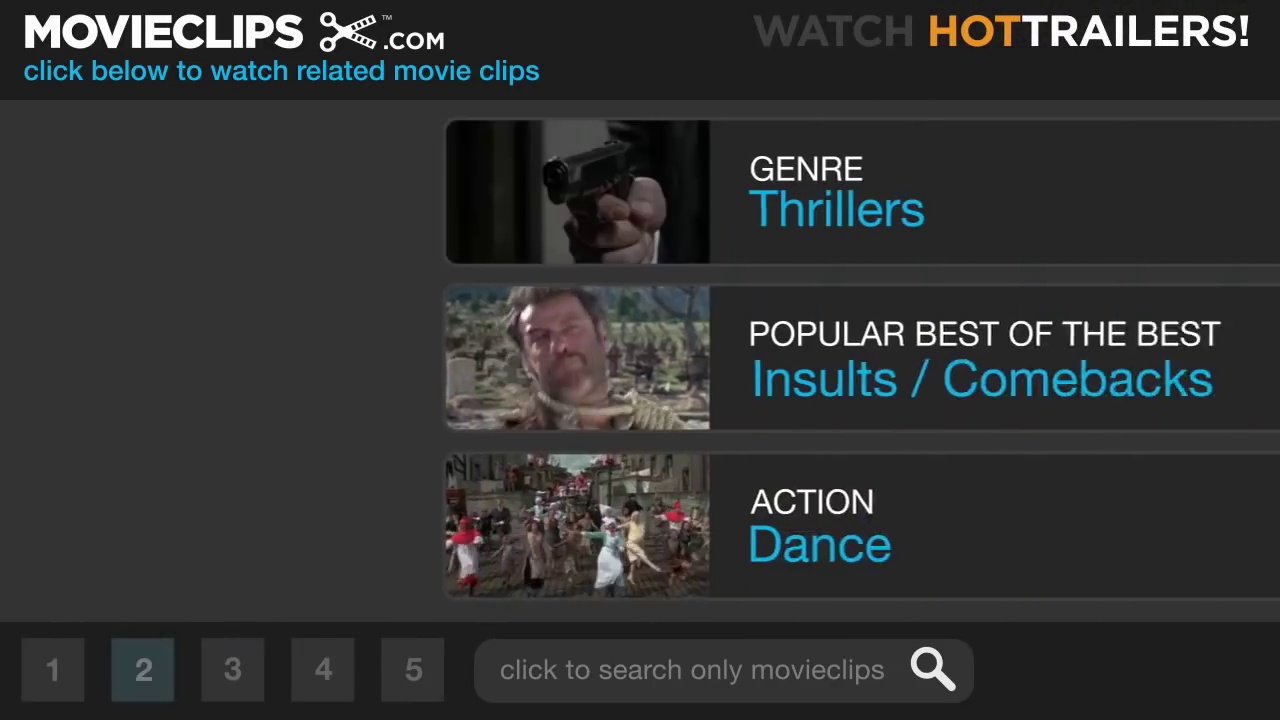 MOVIECLIPS™.COM
WATCH HOTTRAILERS!
click below to watch related movie clips
GENRE
Thrillers
POPULAR BEST OF THE BEST
Insults / Comebacks
ACTION
Dance
1 2 3 4 5
click to search only movieclips